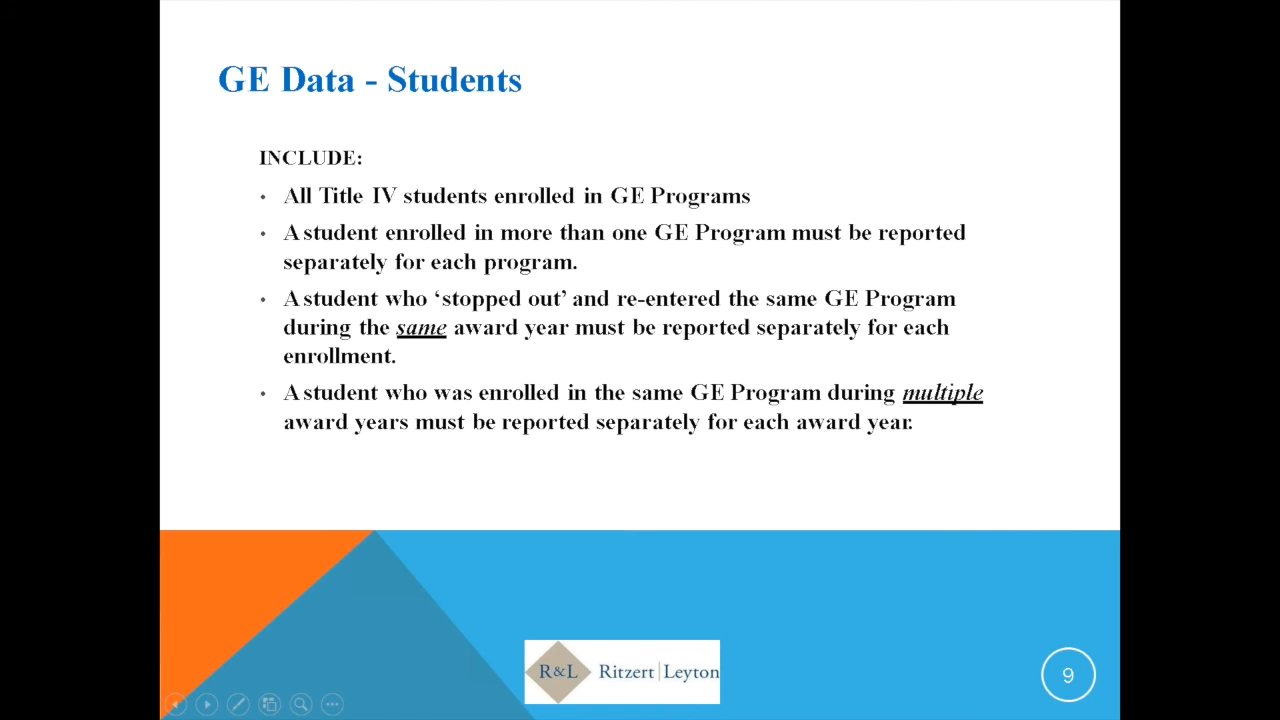 GE Data - Students
INCLUDE:
• All Title IV students enrolled in GE Programs
• A student enrolled in more than one GE Program must be reported
separately for each program.
• A student who ‘stopped out’ and re-entered the same GE Program
during the same award year must be reported separately for each
enrollment.
• A student who was enrolled in the same GE Program during multiple
award years must be reported separately for each award year.
R&L Ritzert|Leyton
9